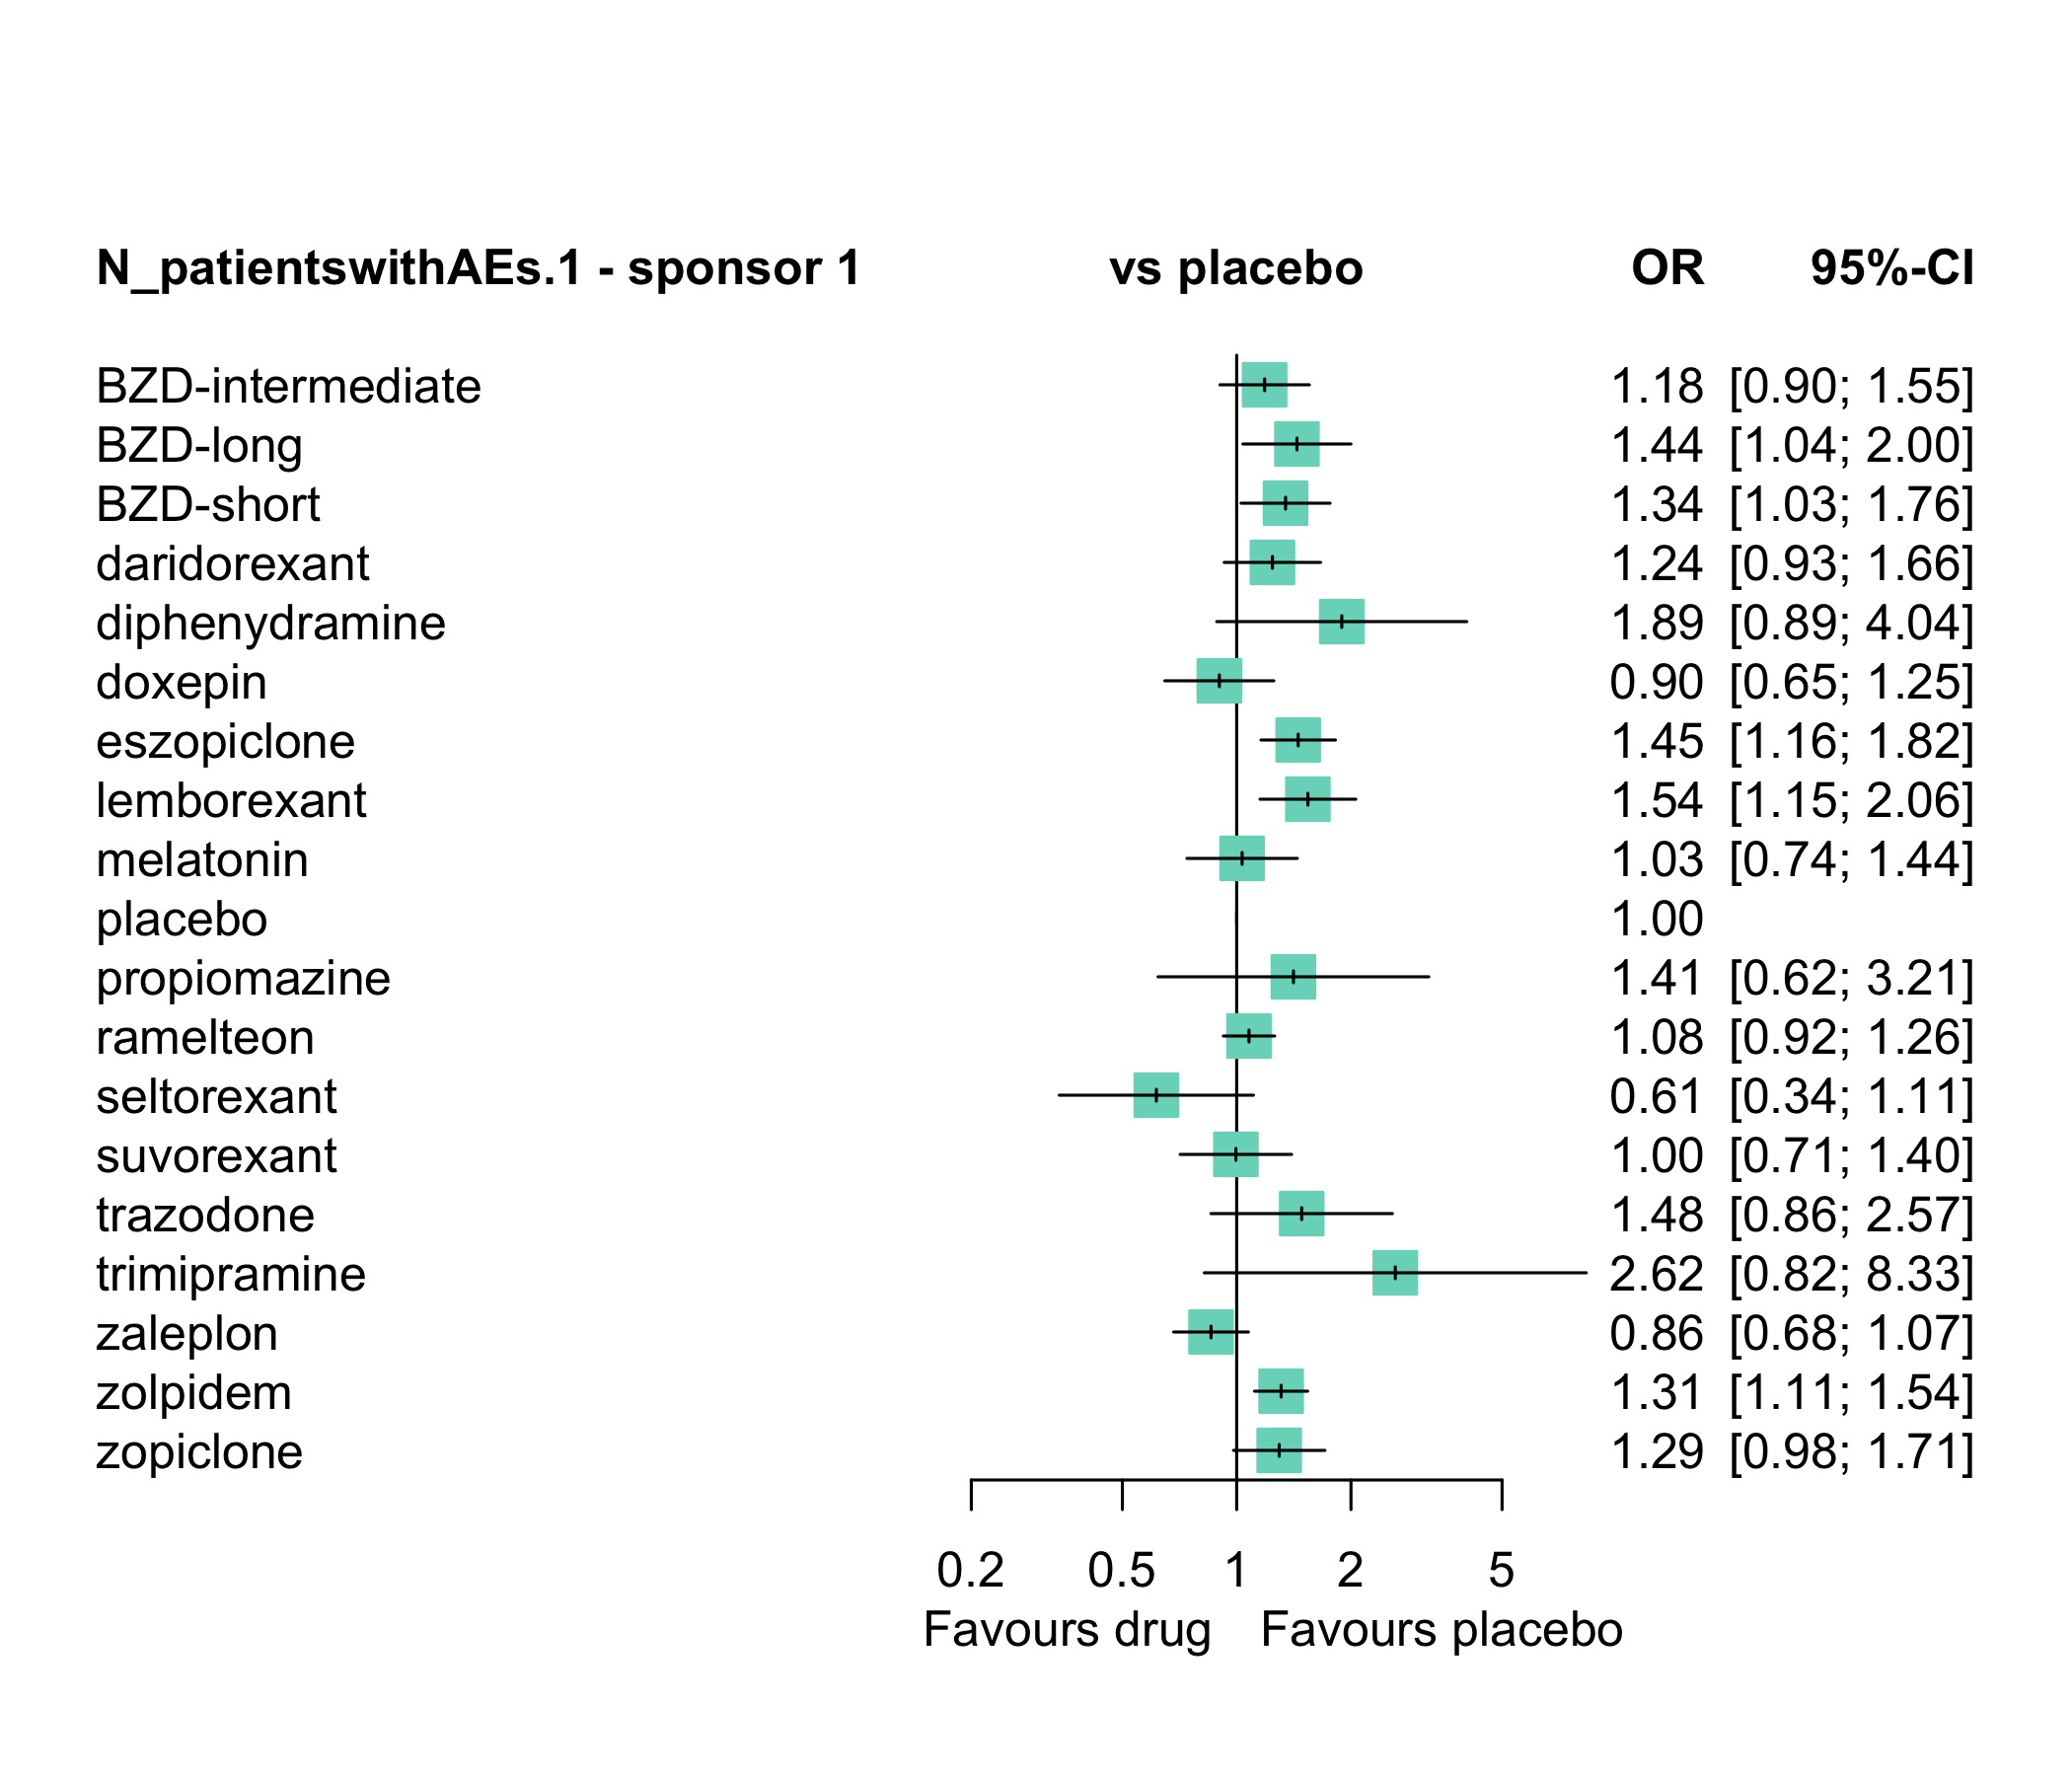 N_patientswithAEs.1 - sponsor 1 vs placebo OR 95%-CI
BZD-intermediate 1.18 [0.90; 1.55]
BZD-long 1.44 [1.04; 2.00]
BZD-short 1.34 [1.03; 1.76]
daridorexant 1.24 [0.93; 1.66]
diphenydramine 1.89 [0.89; 4.04]
doxepin 0.90 [0.65; 1.25]
eszopiclone 1.45 [1.16; 1.82]
lemborexant 1.54 [1.15; 2.06]
melatonin 1.03 [0.74; 1.44]
placebo 1.00
propiomazine 1.41 [0.62; 3.21]
ramelteon 1.08 [0.92; 1.26]
seltorexant 0.61 [0.34; 1.11]
suvorexant 1.00 [0.71; 1.40]
trazodone 1.48 [0.86; 2.57]
trimipramine 2.62 [0.82; 8.33]
zaleplon 0.86 [0.68; 1.07]
zolpidem 1.31 [1.11; 1.54]
zopiclone 1.29 [0.98; 1.71]
0.2 0.5 1 2 5
Favours drug Favours placebo